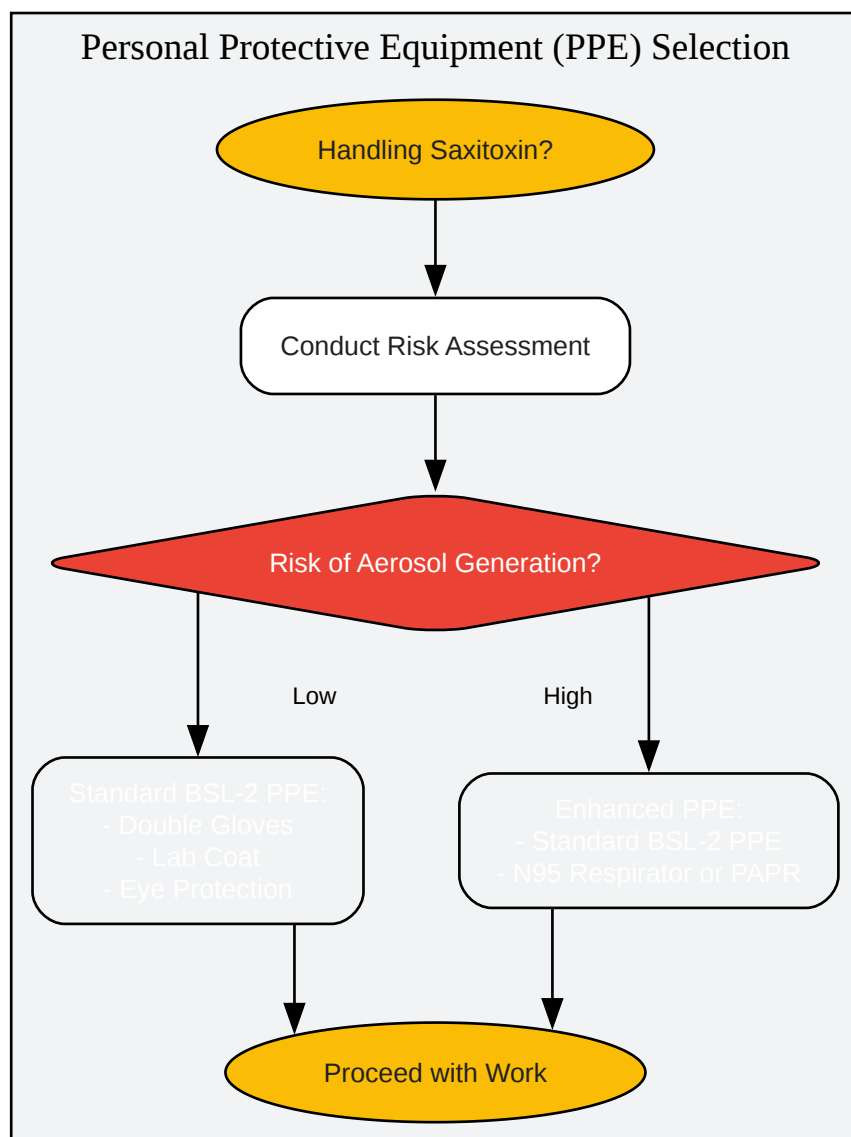 Personal Protective Equipment (PPE) Selection
Handling Saxitoxin?
Conduct Risk Assessment
Risk of Aerosol Generation?
Low
High
Standard BSL-2 PPE:
- Double Gloves
- Lab Coat
- Eye Protection
Enhanced PPE:
- Standard BSL-2 PPE
- N95 Respirator or PAPR
Proceed with Work